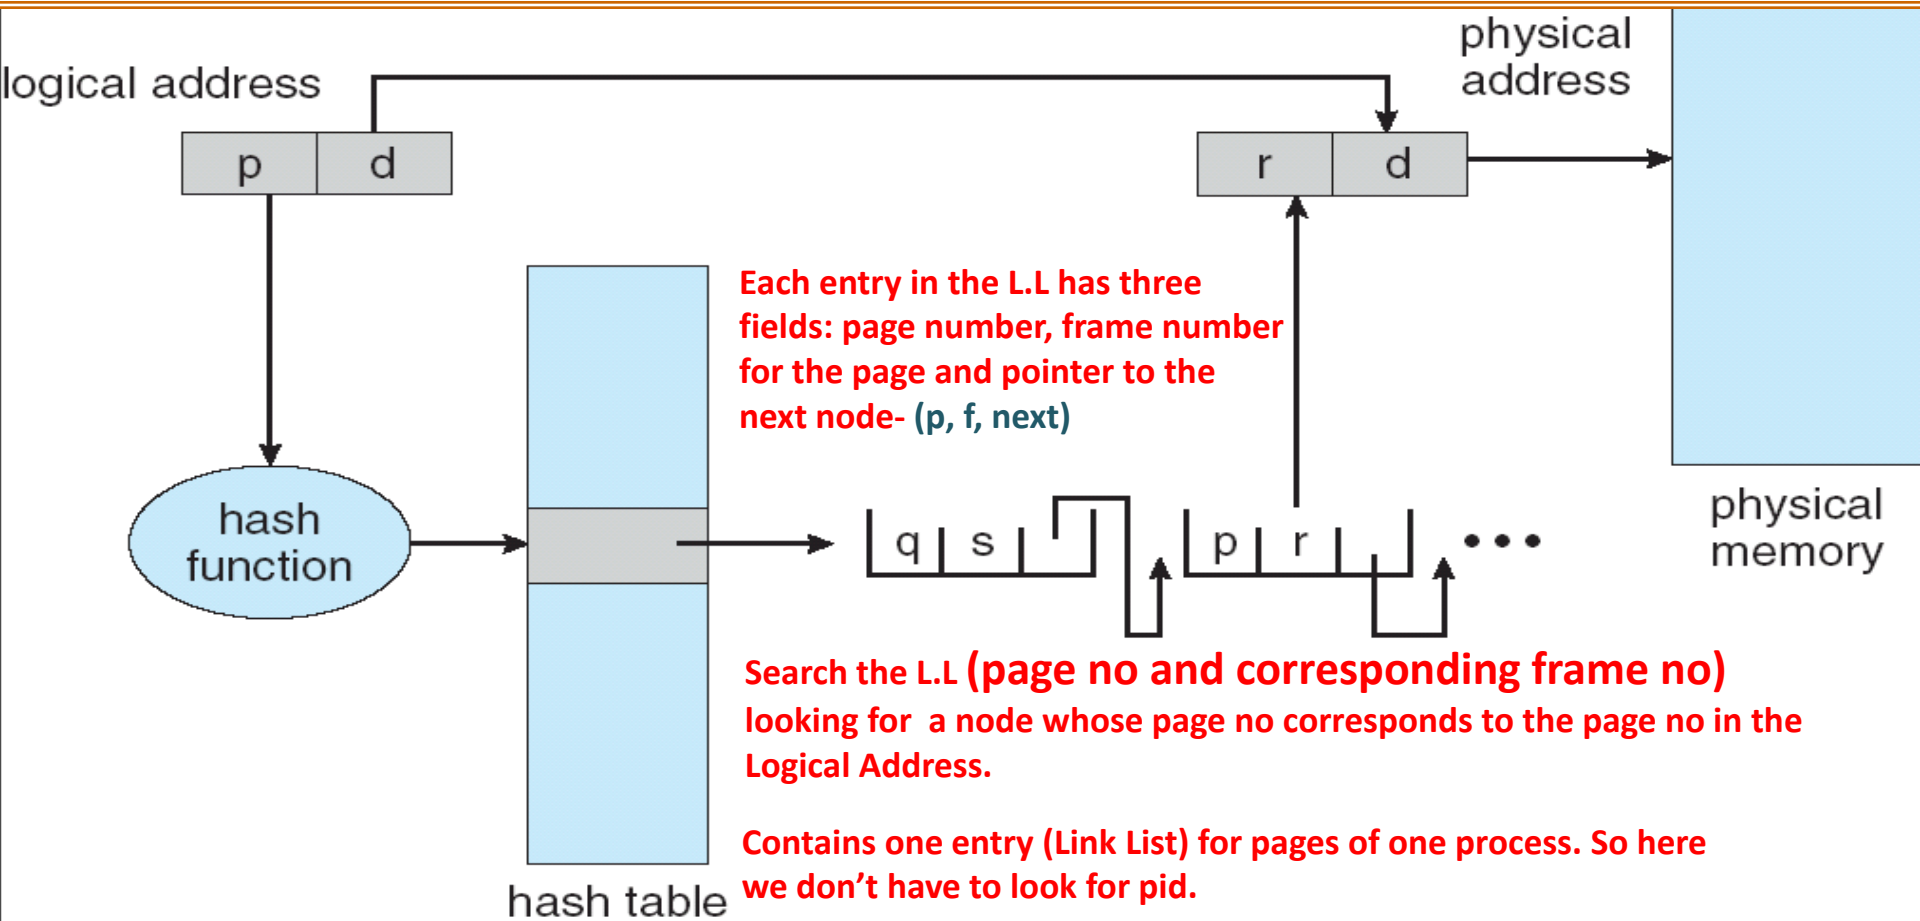 logical address
physical
address
p d
r d
Each entry in the L.L has three
fields: page number, frame number
for the page and pointer to the
next node- (p, f, next)
hash
function
q s
p r
•••
physical
memory
Search the L.L (page no and corresponding frame no)
looking for a node whose page no corresponds to the page no in the
Logical Address.
Contains one entry (Link List) for pages of one process. So here
we don’t have to look for pid.
hash table